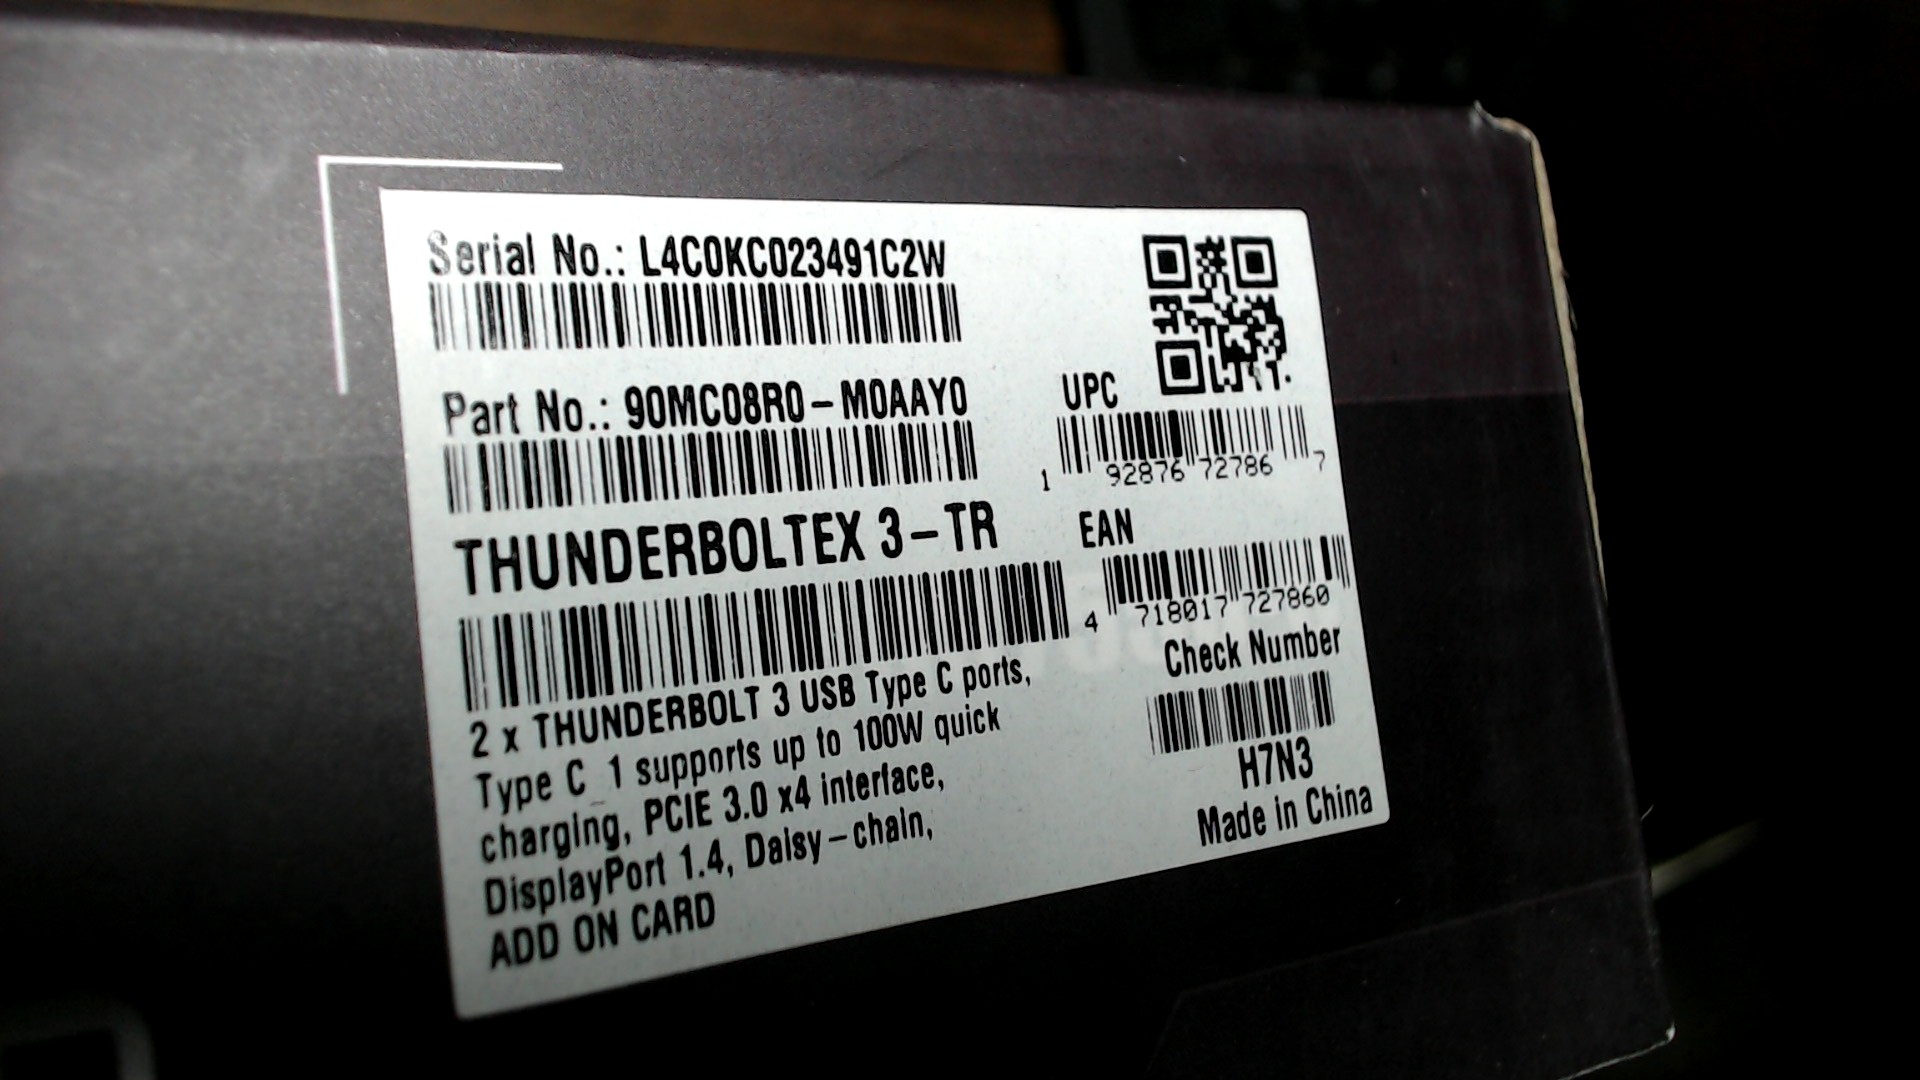 Serial No.: L4C0KC023491C2W
Part No.: 90MC08R0-M0AAY0
THUNDERBOLTEX 3-TR
2 x THUNDERBOLT 3 USB Type C ports,
Type C_1 supports up to 100W quick
charging, PCIE 3.0 x4 interface,
DisplayPort 1.4, Daisy-chain,
ADD ON CARD
UPC
1 92876 72786 7
EAN
4 718017 727860
Check Number
H7N3
Made in China